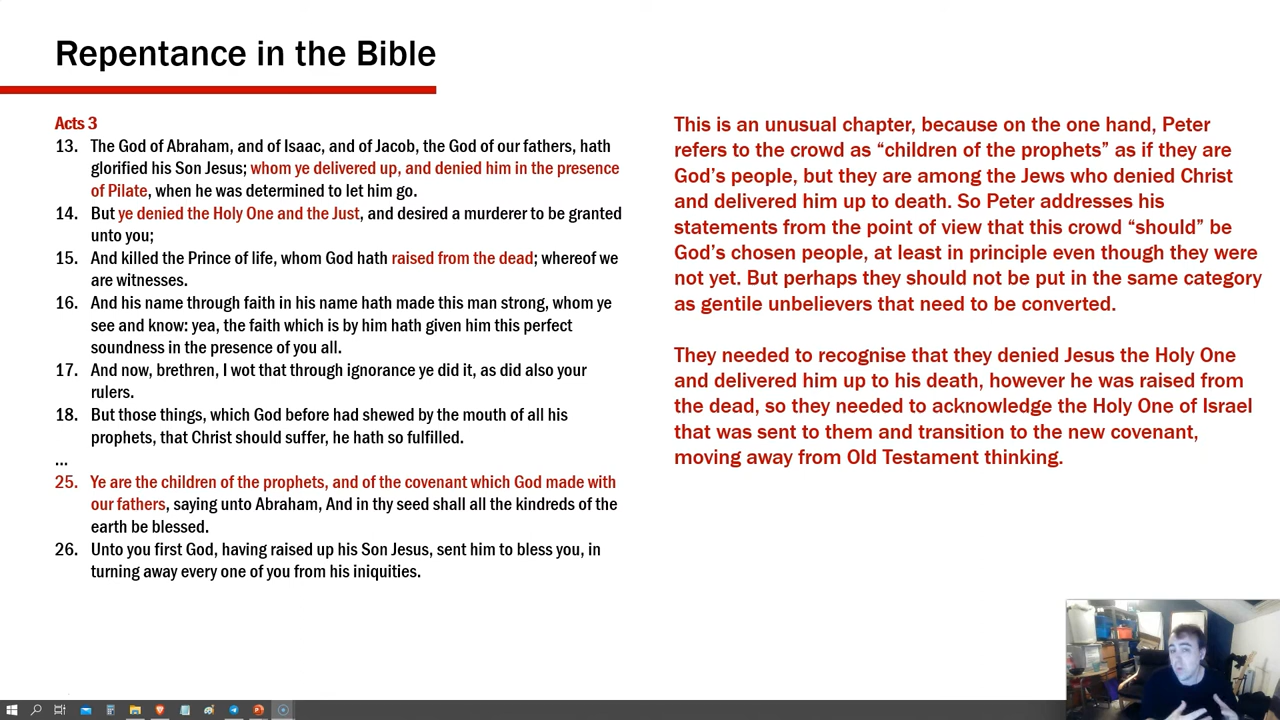 Repentance in the Bible
Acts 3
13. The God of Abraham, and of Isaac, and of Jacob, the God of our fathers, hath
glorified his Son Jesus; whom ye delivered up, and denied him in the presence
of Pilate, when he was determined to let him go.
14. But ye denied the Holy One and the Just, and desired a murderer to be granted
unto you;
15. And killed the Prince of life, whom God hath raised from the dead; whereof we
are witnesses.
16. And his name through faith in his name hath made this man strong, whom ye
see and know: yea, the faith which is by him hath given him this perfect
soundness in the presence of you all.
17. And now, brethren, I wot that through ignorance ye did it, as did also your
rulers.
18. But those things, which God before had shewed by the mouth of all his
prophets, that Christ should suffer, he hath so fulfilled.
...
25. Ye are the children of the prophets, and of the covenant which God made with
our fathers, saying unto Abraham, And in thy seed shall all the kindreds of the
earth be blessed.
26. Unto you first God, having raised up his Son Jesus, sent him to bless you, in
turning away every one of you from his iniquities.
This is an unusual chapter, because on the one hand, Peter
refers to the crowd as “children of the prophets” as if they are
God’s people, but they are among the Jews who denied Christ
and delivered him up to death. So Peter addresses his
statements from the point of view that this crowd “should” be
God’s chosen people, at least in principle even though they were
not yet. But perhaps they should not be put in the same category
as gentile unbelievers that need to be converted.
They needed to recognise that they denied Jesus the Holy One
and delivered him up to his death, however he was raised from
the dead, so they needed to acknowledge the Holy One of Israel
that was sent to them and transition to the new covenant,
moving away from Old Testament thinking.